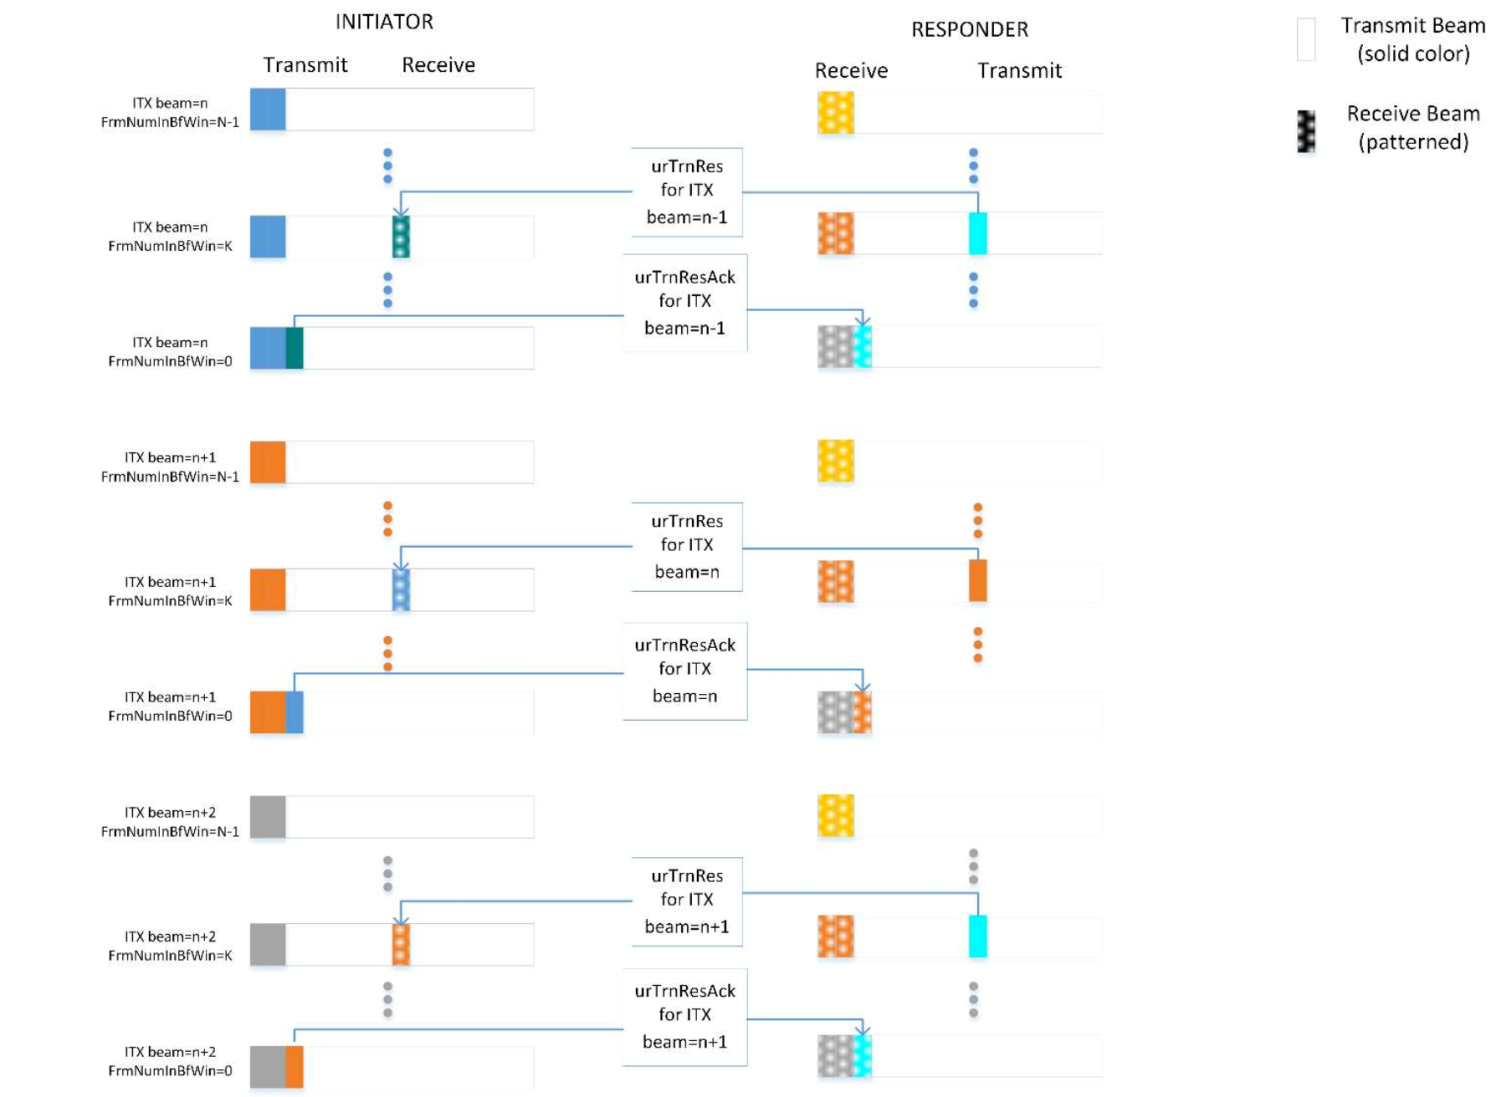 INITIATOR
RESPONDER
Transmit Beam
(solid color)
Transmit
Receive
Receive
Transmit
Receive Beam
(patterned)
ITX beam=n
FrmNumInBfWin=N-1
urTrnRes
for ITX
beam=n-1
ITX beam=n
FrmNumInBfWin=K
urTrnResAck
for ITX
beam=n-1
ITX beam=n
FrmNumInBfWin=0
ITX beam=n+1
FrmNumInBfWin=N-1
urTrnRes
for ITX
beam=n
ITX beam=n+1
FrmNumInBfWin=K
urTrnResAck
for ITX
beam=n
ITX beam=n+1
FrmNumInBfWin=0
ITX beam=n+2
FrmNumInBfWin=N-1
urTrnRes
for ITX
beam=n+1
ITX beam=n+2
FrmNumInBfWin=K
urTrnResAck
for ITX
beam=n+1
ITX beam=n+2
FrmNumInBfWin=0